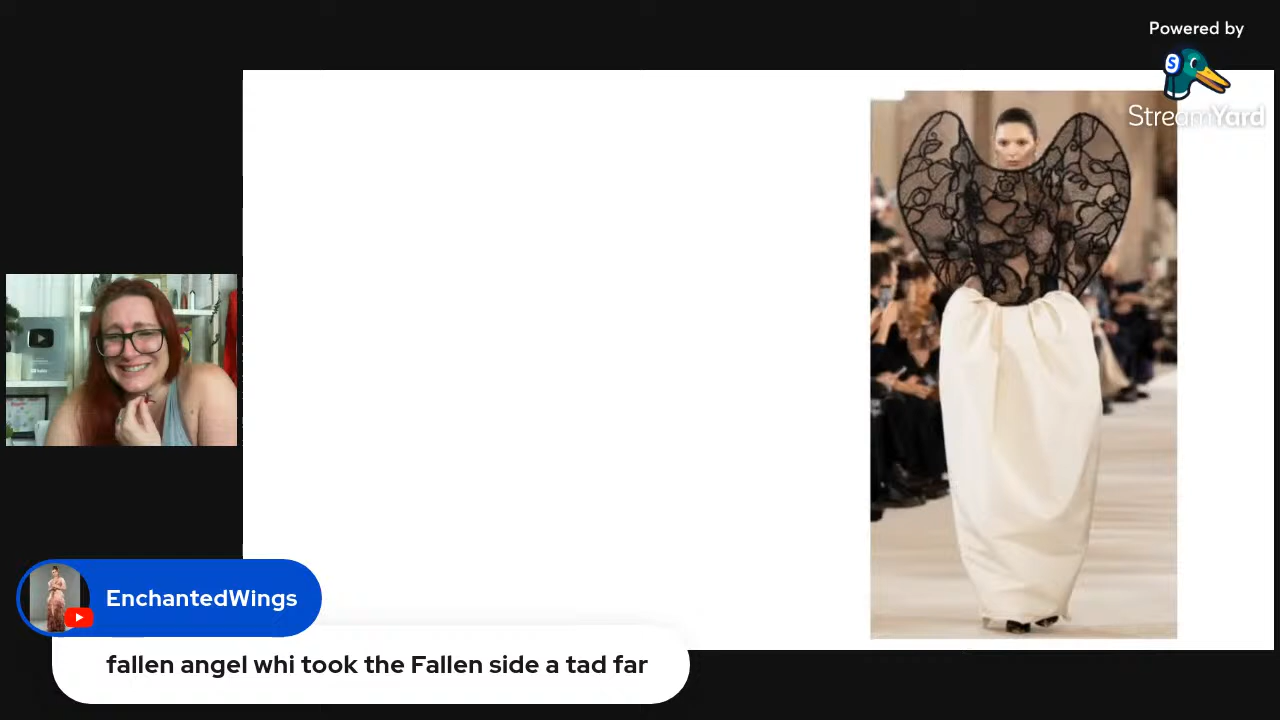 Powered by
StreamYard
EnchantedWings
fallen angel whi took the Fallen side a tad far